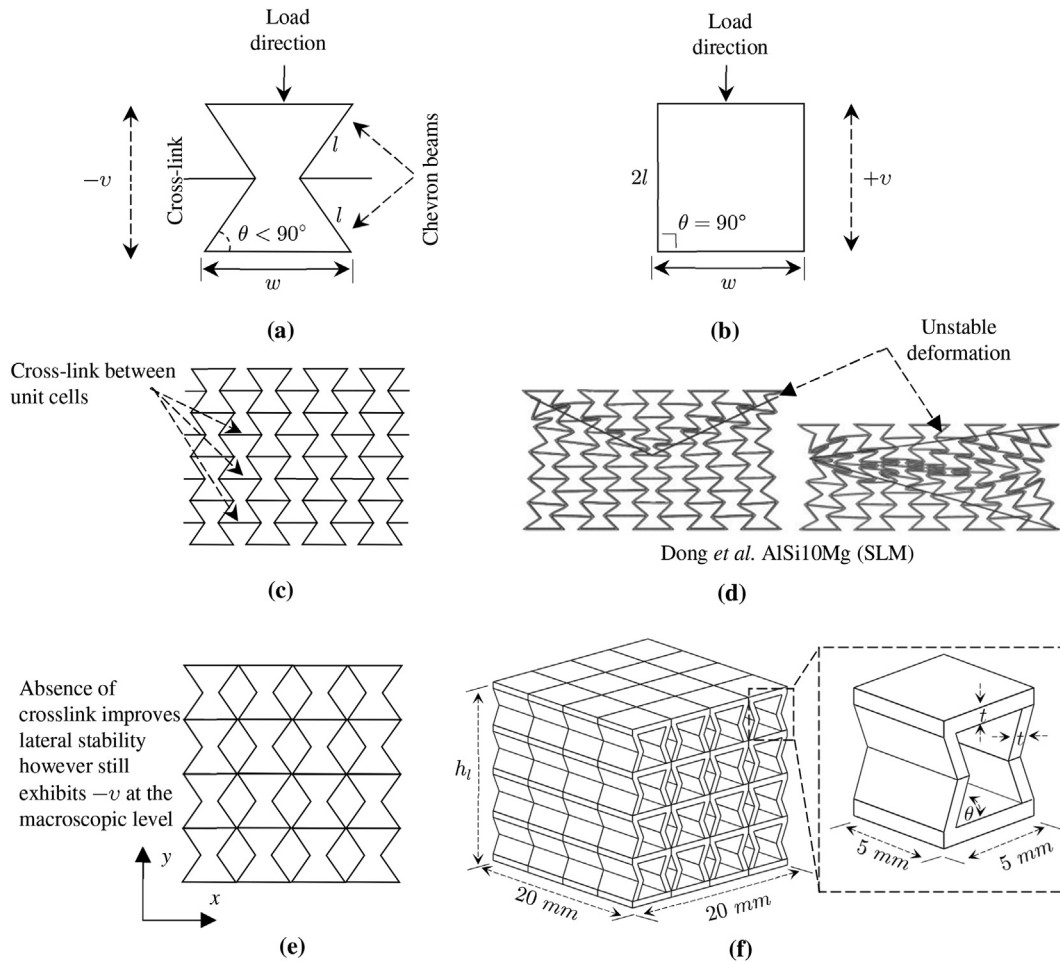 Load
direction
−v
Cross-link
l
l
Chevron beams
θ < 90°
w
(a)
Load
direction
2l
θ = 90°
+v
w
(b)
Cross-link between
unit cells
(c)
Unstable
deformation
Dong et al. AlSi10Mg (SLM)
(d)
Absence of
crosslink improves
lateral stability
however still
exhibits −v at the
macroscopic level
y
x
(e)
h_l
20 mm
20 mm
t
t
θ
5 mm
5 mm
(f)